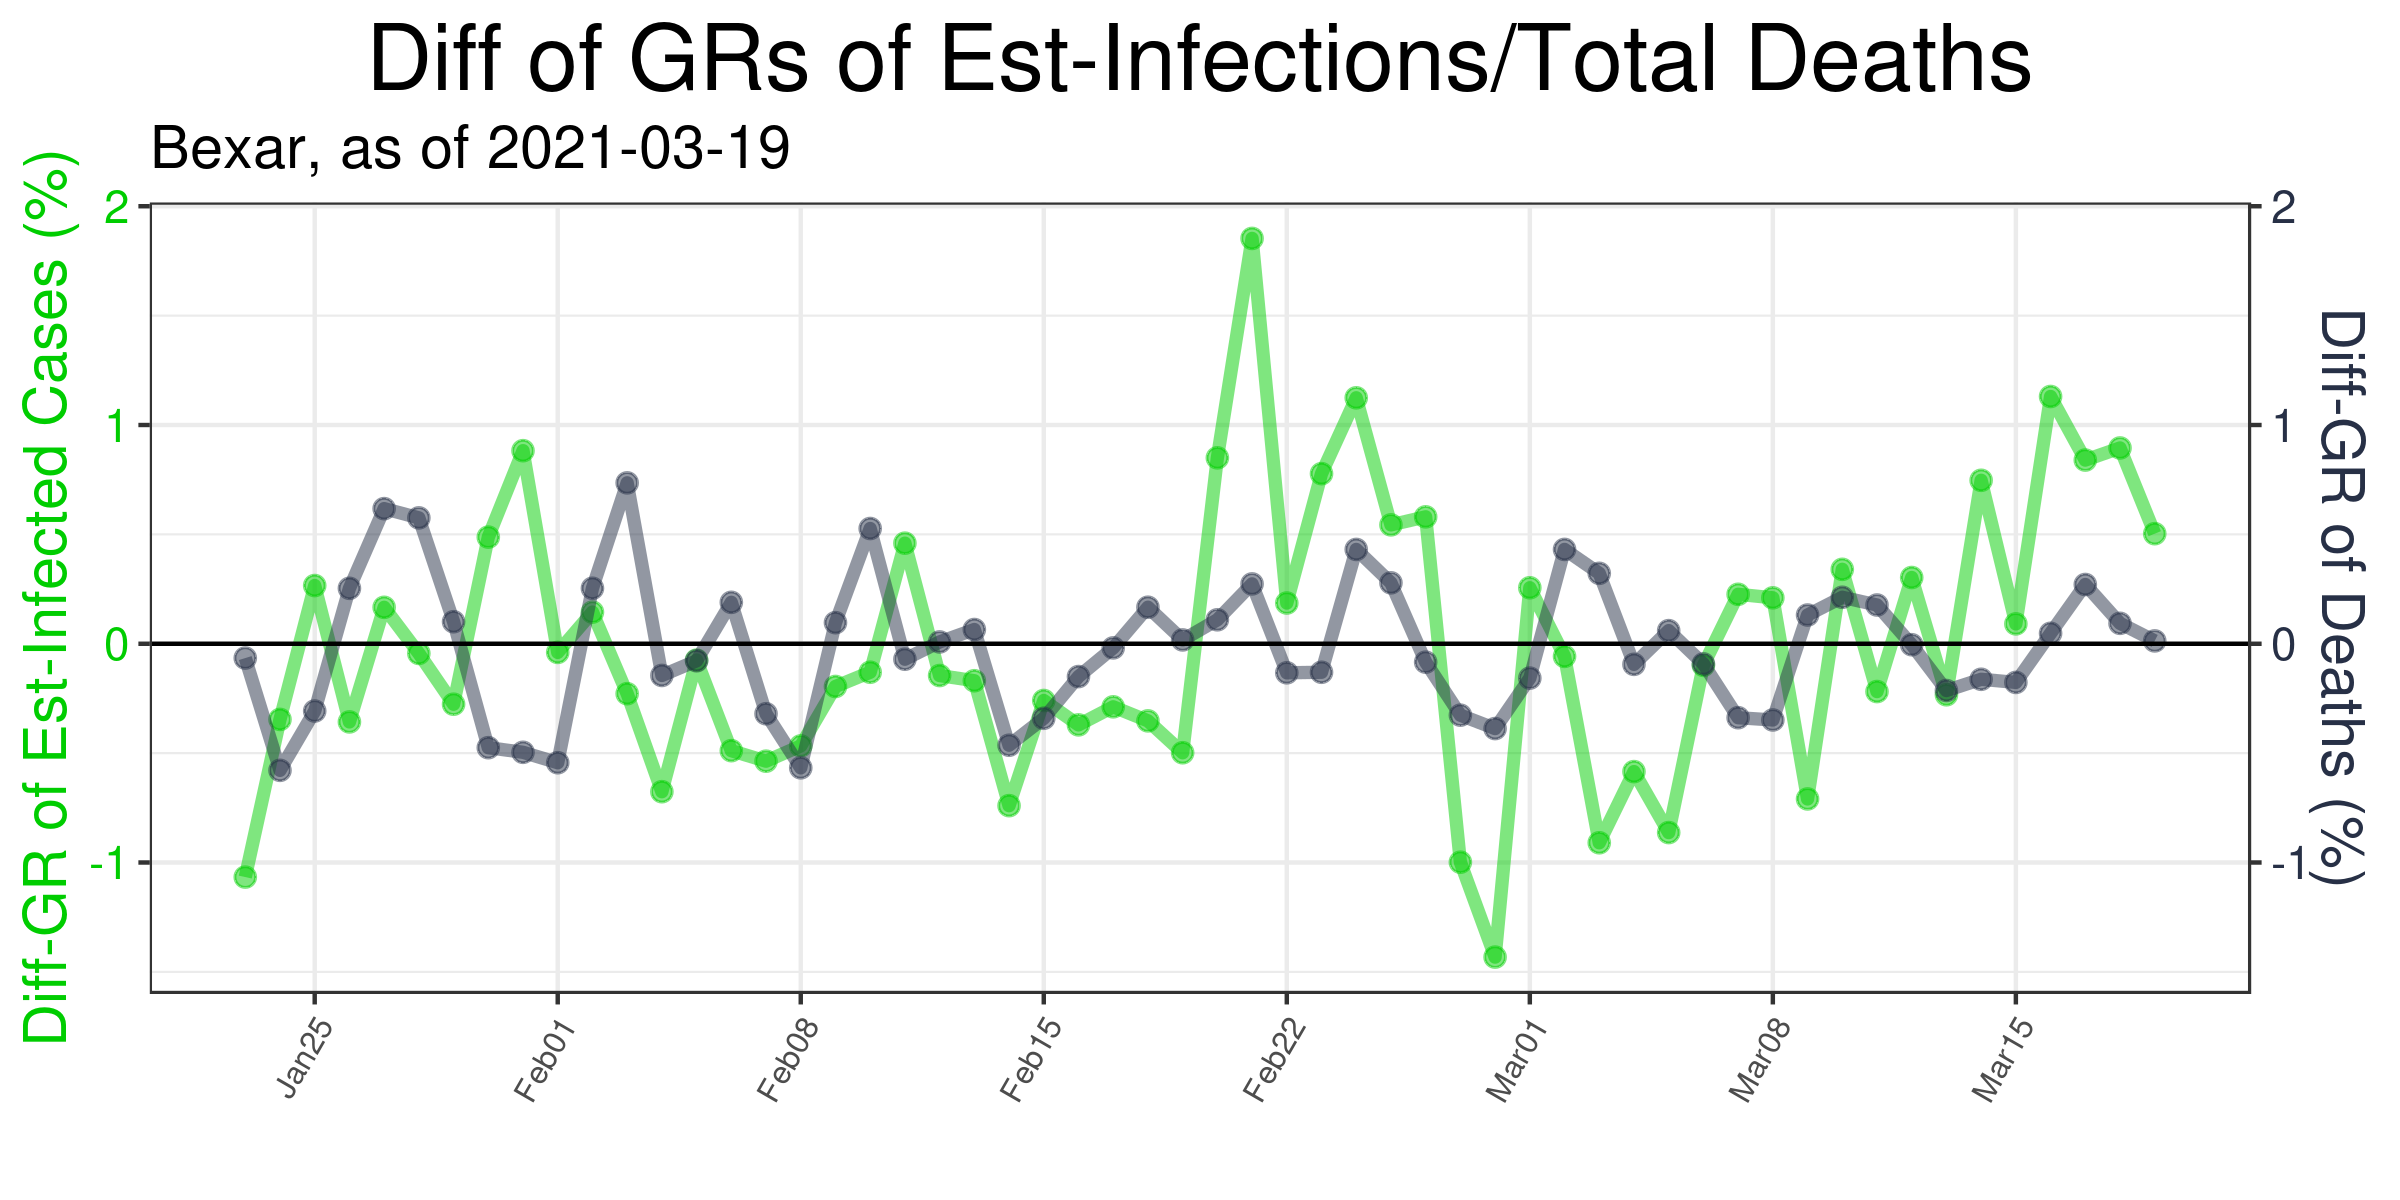 Diff of GRs of Est-Infections/Total Deaths
Bexar, as of 2021-03-19
Diff-GR of Est-Infected Cases (%)
2
1
0
-1
2
1
0
-1
Diff-GR of Deaths (%)
Jan25
Feb01
Feb08
Feb15
Feb22
Mar01
Mar08
Mar15